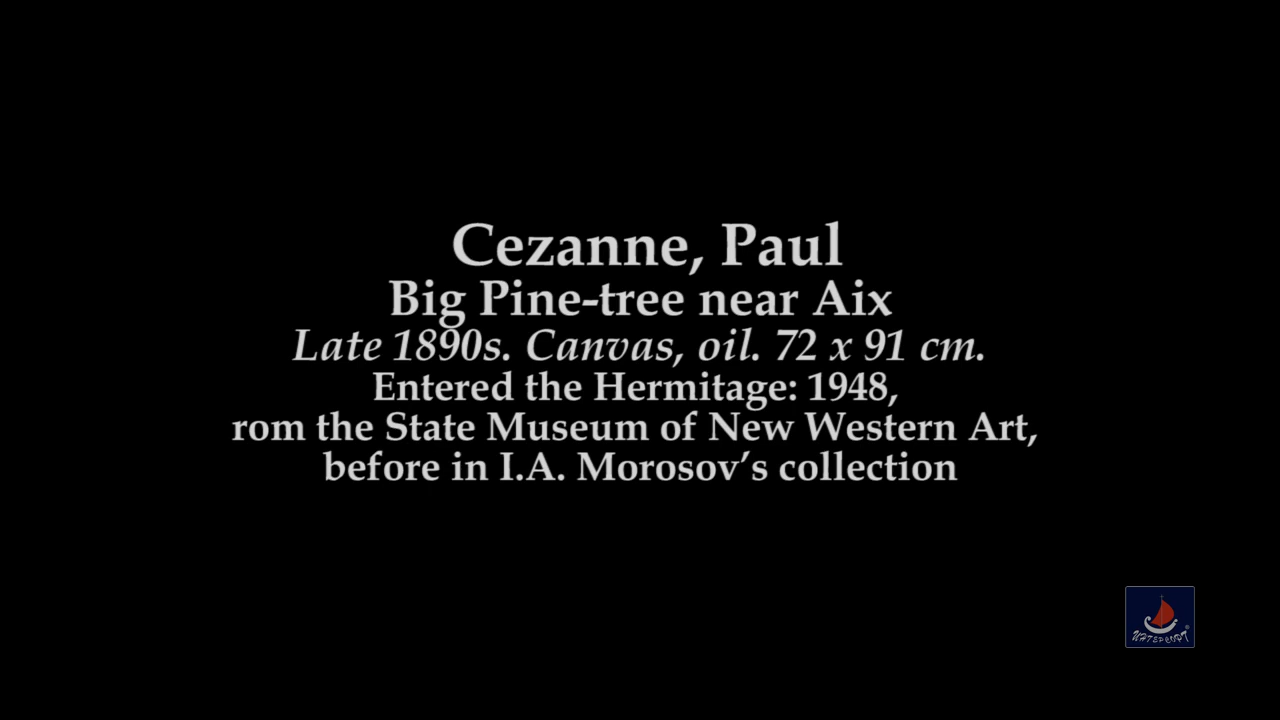 Cezanne, Paul
Big Pine-tree near Aix
Late 1890s. Canvas, oil. 72 x 91 cm.
Entered the Hermitage: 1948,
rom the State Museum of New Western Art,
before in I.A. Morosov’s collection